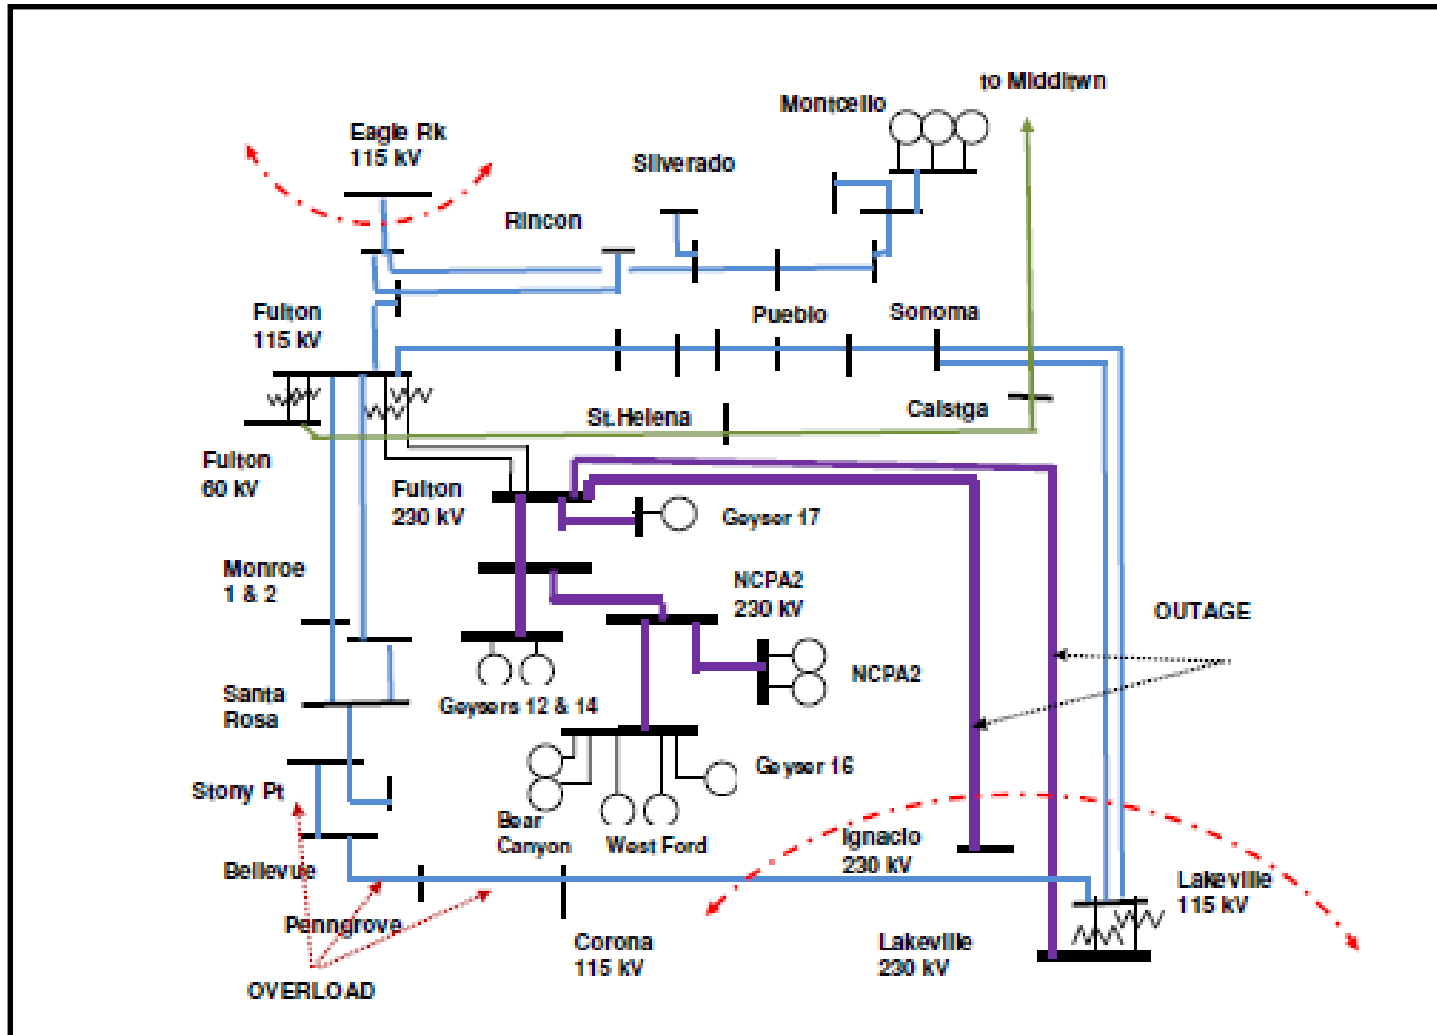 to Middltwn
Montcello
Eagle Rk
115 kV
Silverado
Rincon
Fulton
115 kV
Pueblo
Sonoma
St.Helena
Calstga
Fulton
60 kV
Fulton
230 kV
Geyser 17
Monroe
1 & 2
NCPA2
230 kV
OUTAGE
NCPA2
Santa
Rosa
Geysers 12 & 14
Geyser 16
Stony Pt
Bear
Canyon
West Ford
Ignacio
230 kV
Bellevue
Lakeville
115 kV
Penngrove
Corona
115 kV
Lakeville
230 kV
OVERLOAD